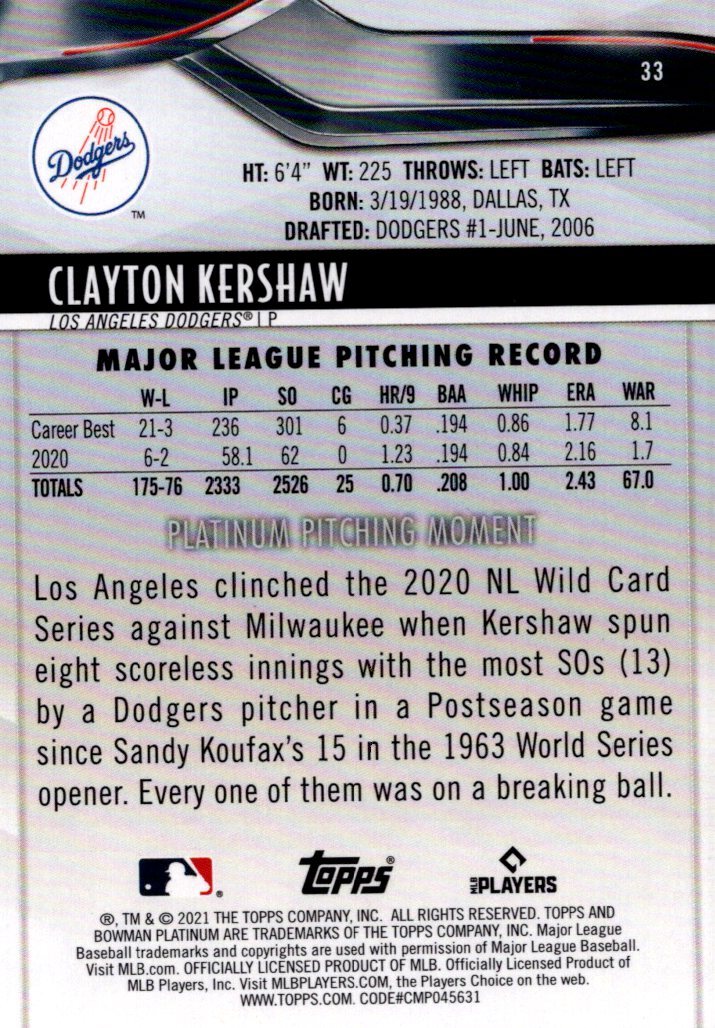 33
Dodgers
TM
HT: 6'4" WT: 225 THROWS: LEFT BATS: LEFT
BORN: 3/19/1988, DALLAS, TX
DRAFTED: DODGERS #1-JUNE, 2006
CLAYTON KERSHAW
LOS ANGELES DODGERS® | P
MAJOR LEAGUE PITCHING RECORD
W-L IP SO CG HR/9 BAA WHIP ERA WAR
Career Best 21-3 236 301 6 0.37 .194 0.86 1.77 8.1
2020 6-2 58.1 62 0 1.23 .194 0.84 2.16 1.7
TOTALS 175-76 2333 2526 25 0.70 .208 1.00 2.43 67.0
PLATINUM PITCHING MOMENT
Los Angeles clinched the 2020 NL Wild Card
Series against Milwaukee when Kershaw spun
eight scoreless innings with the most SOs (13)
by a Dodgers pitcher in a Postseason game
since Sandy Koufax's 15 in the 1963 World Series
opener. Every one of them was on a breaking ball.
® Topps® MLB PLAYERS
®, TM & © 2021 THE TOPPS COMPANY, INC. ALL RIGHTS RESERVED. TOPPS AND
BOWMAN PLATINUM ARE TRADEMARKS OF THE TOPPS COMPANY, INC. Major League
Baseball trademarks and copyrights are used with permission of Major League Baseball.
Visit MLB.com. OFFICIALLY LICENSED PRODUCT OF MLB. Officially Licensed Product of
MLB Players, Inc. Visit MLBPLAYERS.COM, the Players Choice on the web.
WWW.TOPPS.COM. CODE#CMP045631